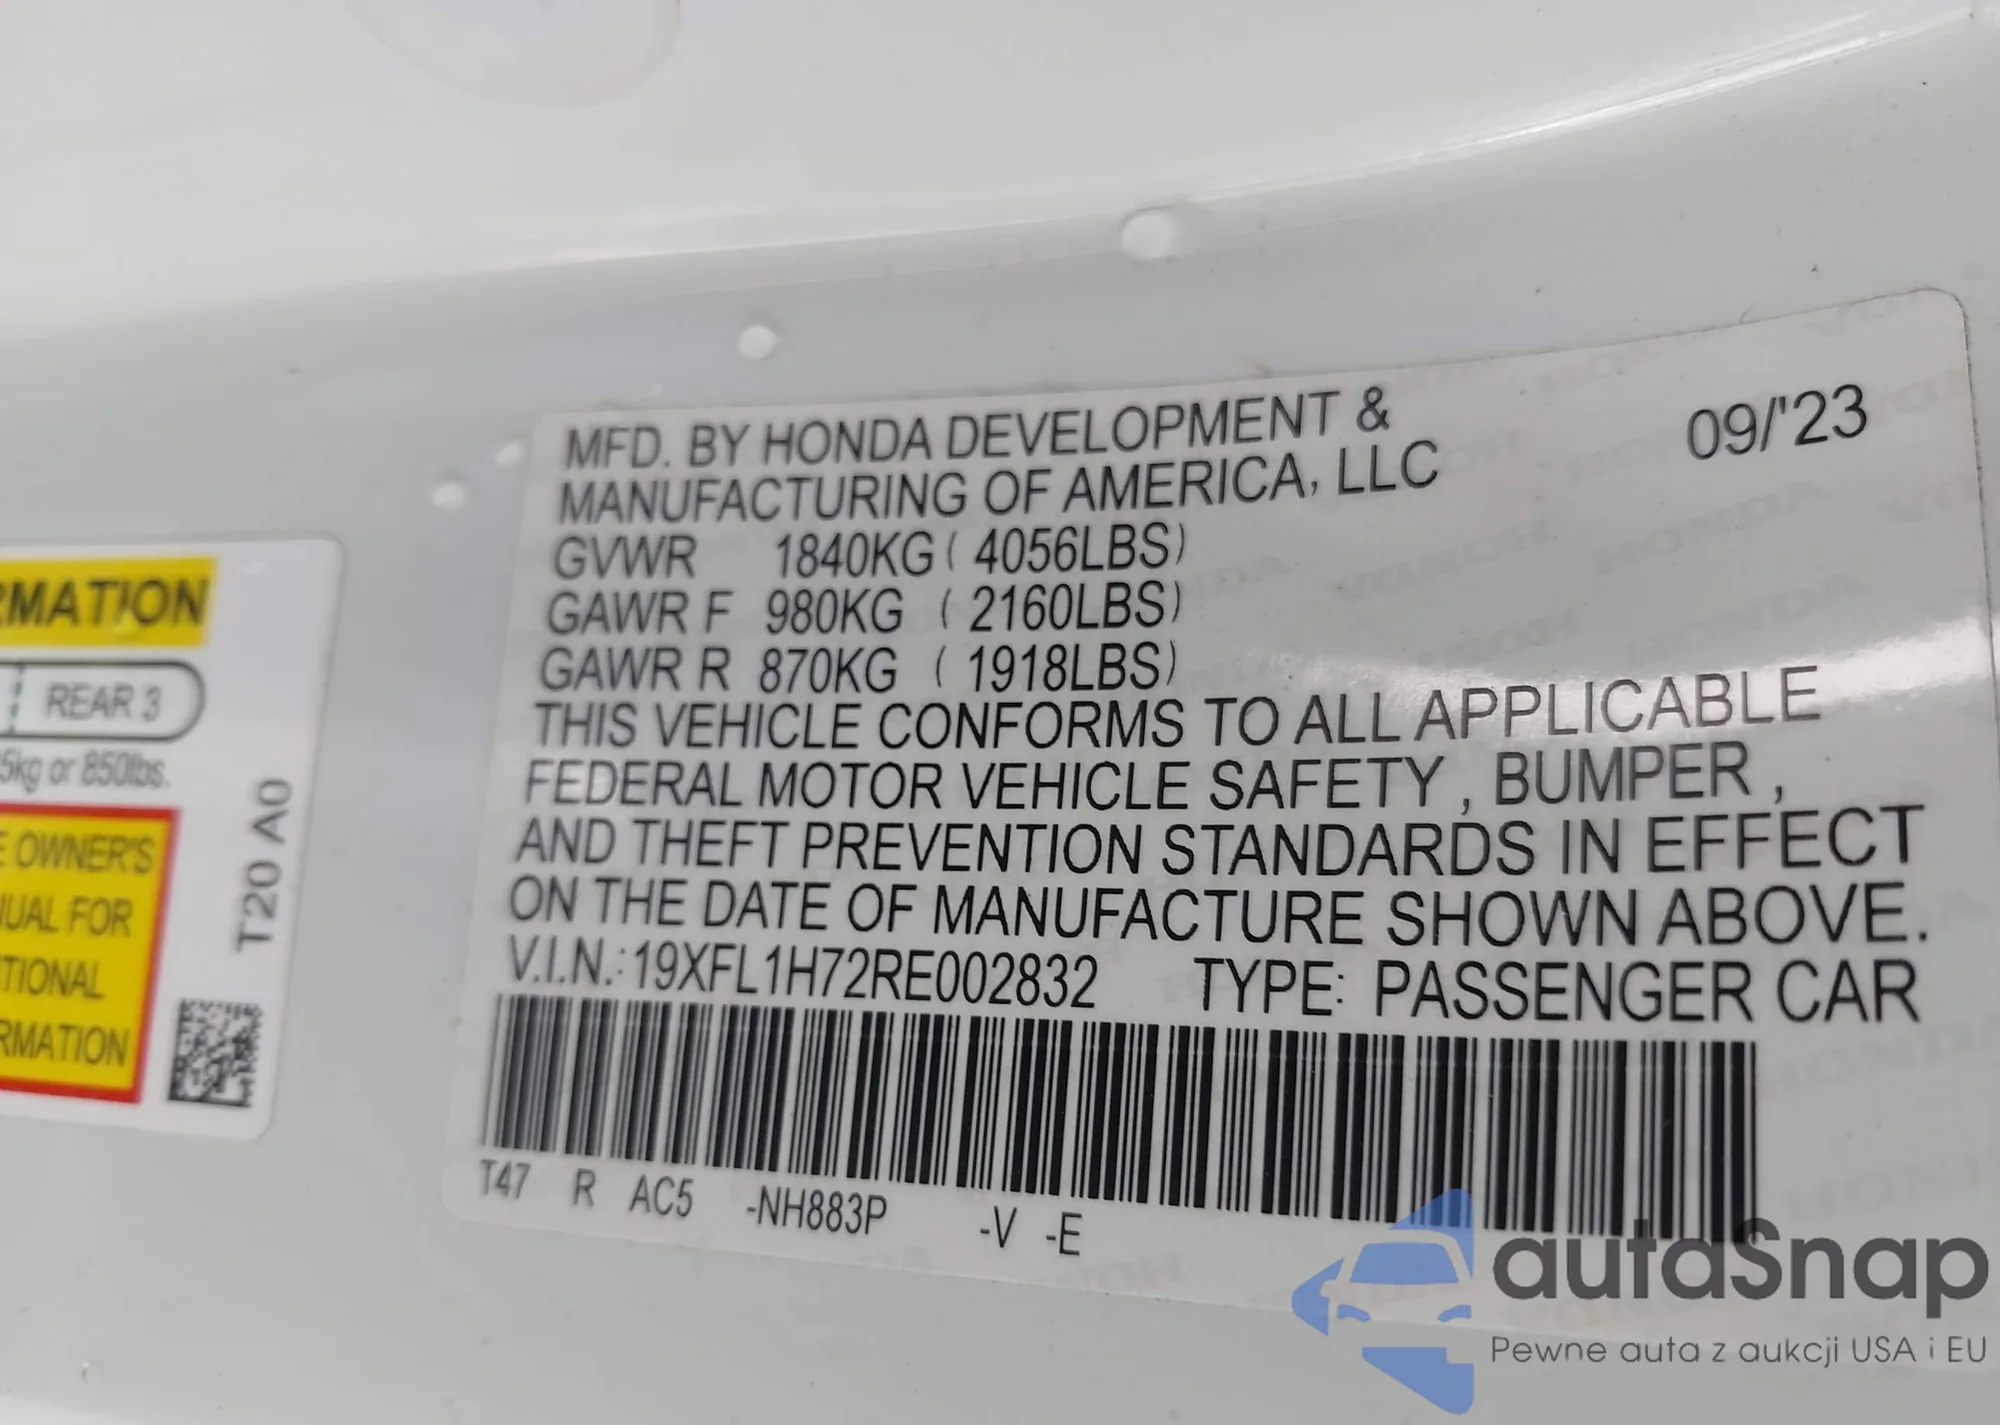 RMATION
REAR 3
5kg or 850lbs.
E OWNER'S
UAL FOR
TIONAL
RMATION
T20 A0
MFD. BY HONDA DEVELOPMENT &
MANUFACTURING OF AMERICA, LLC
09/'23
GVWR 1840KG ( 4056LBS)
GAWR F 980KG ( 2160LBS)
GAWR R 870KG ( 1918LBS)
THIS VEHICLE CONFORMS TO ALL APPLICABLE
FEDERAL MOTOR VEHICLE SAFETY , BUMPER ,
AND THEFT PREVENTION STANDARDS IN EFFECT
ON THE DATE OF MANUFACTURE SHOWN ABOVE.
V.I.N.: 19XFL1H72RE002832 TYPE: PASSENGER CAR
T47 R AC5 -NH883P -V -E
autaSnap
Pewne auta z aukcji USA i EU